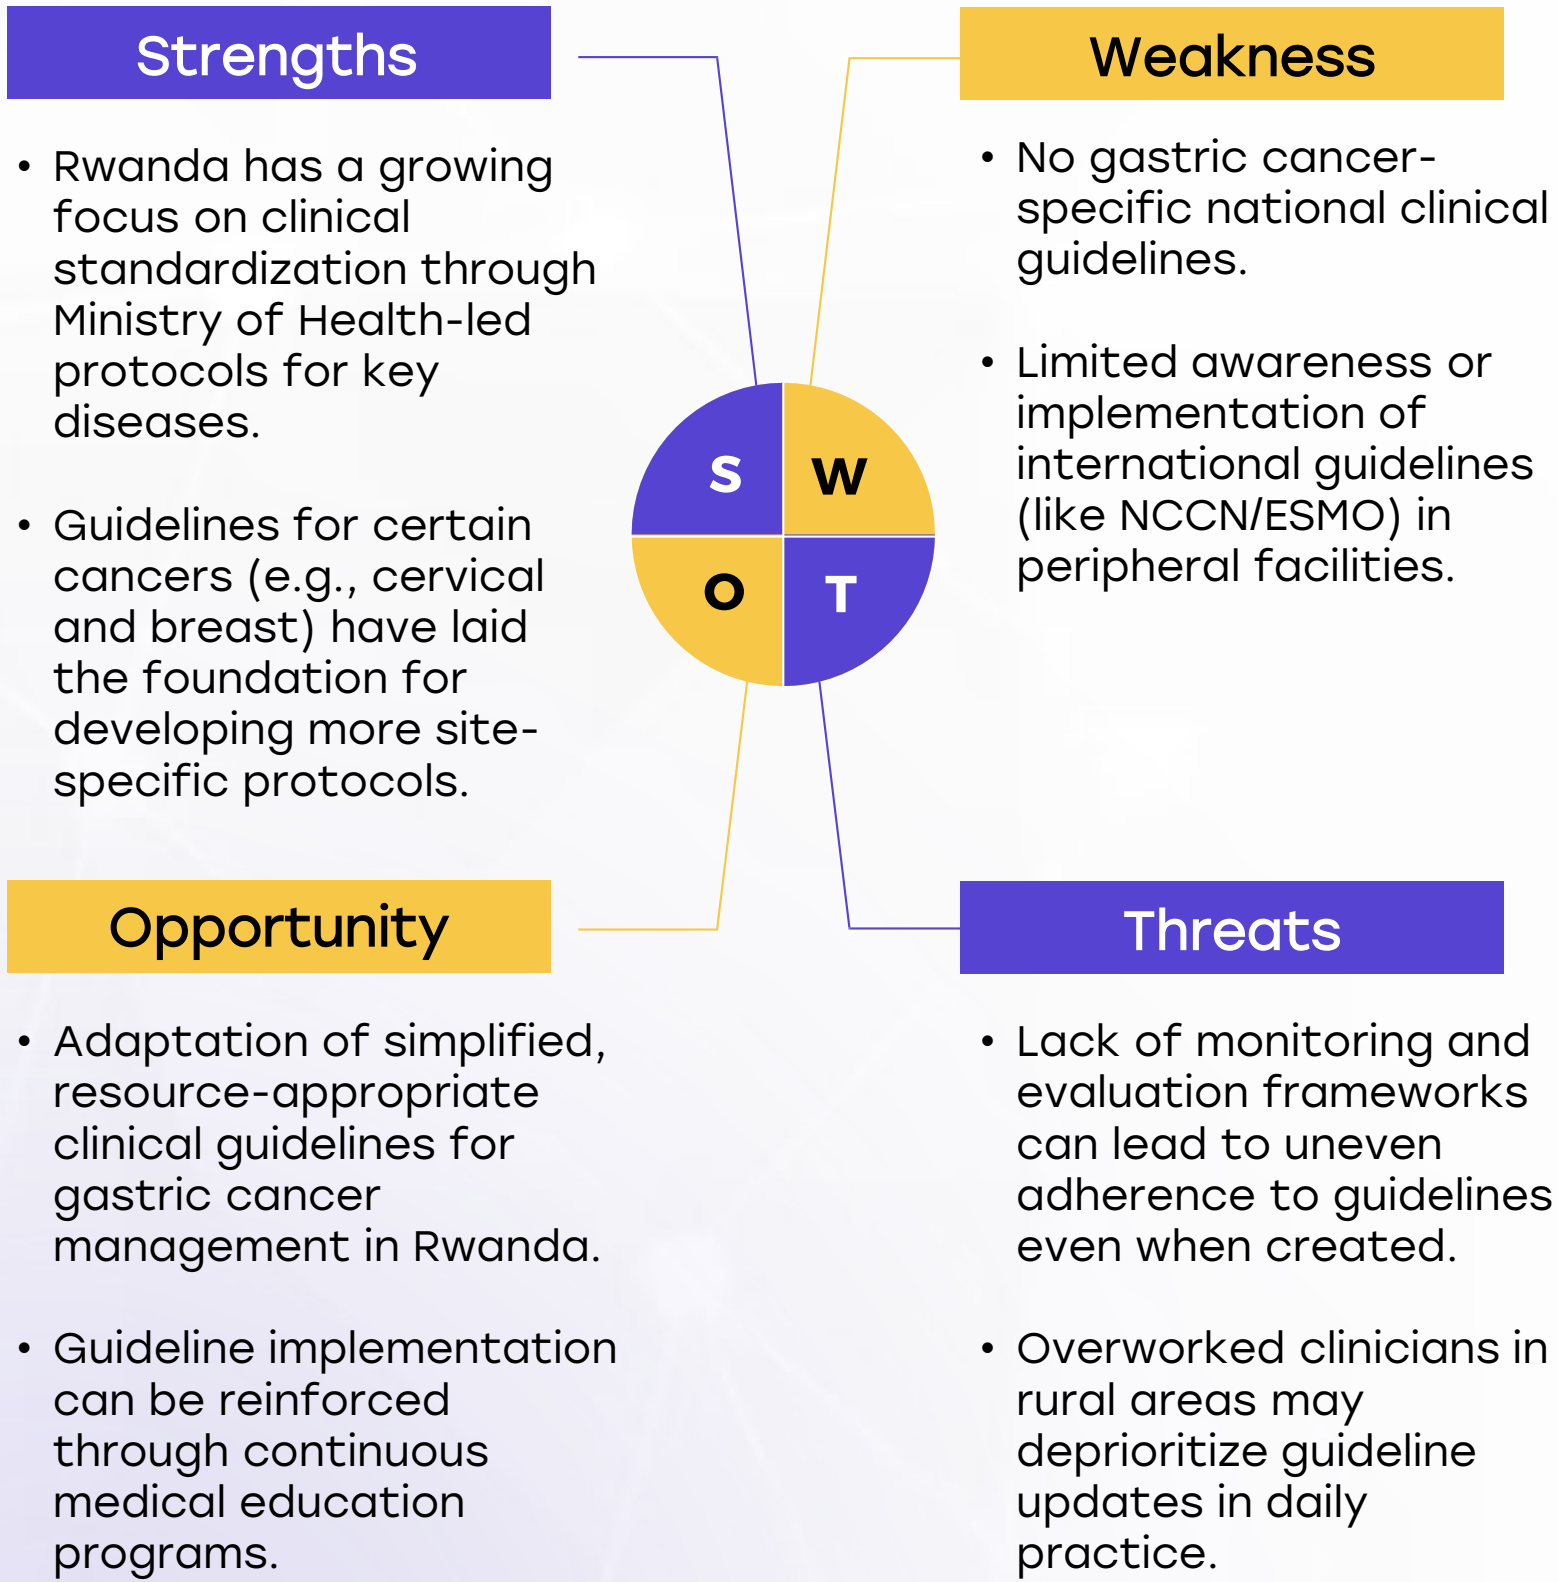 Strengths
• Rwanda has a growing
focus on clinical
standardization through
Ministry of Health-led
protocols for key
diseases.
• Guidelines for certain
cancers (e.g., cervical
and breast) have laid
the foundation for
developing more site-
specific protocols.
Weakness
• No gastric cancer-
specific national clinical
guidelines.
• Limited awareness or
implementation of
international guidelines
(like NCCN/ESMO) in
peripheral facilities.
S W
O T
Opportunity
• Adaptation of simplified,
resource-appropriate
clinical guidelines for
gastric cancer
management in Rwanda.
• Guideline implementation
can be reinforced
through continuous
medical education
programs.
Threats
• Lack of monitoring and
evaluation frameworks
can lead to uneven
adherence to guidelines
even when created.
• Overworked clinicians in
rural areas may
deprioritize guideline
updates in daily
practice.